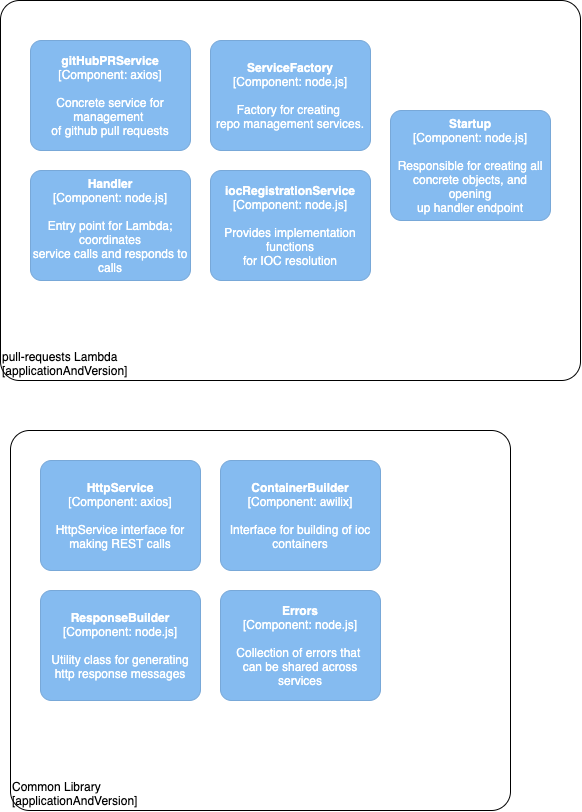 gitHubPRService
[Component: axios]
Concrete service for
management
of github pull requests
ServiceFactory
[Component: node.js]
Factory for creating
repo management services.
Startup
[Component: node.js]
Responsible for creating all
concrete objects, and
opening
up handler endpoint
Handler
[Component: node.js]
Entry point for Lambda;
coordinates
service calls and responds to
calls
iocRegistrationService
[Component: node.js]
Provides implementation
functions
for IOC resolution
pull-requests Lambda
[applicationAndVersion]
HttpService
[Component: axios]
HttpService interface for
making REST calls
ContainerBuilder
[Component: awilix]
Interface for building of ioc
containers
ResponseBuilder
[Component: node.js]
Utility class for generating
http response messages
Errors
[Component: node.js]
Collection of errors that
can be shared across
services
Common Library
[applicationAndVersion]